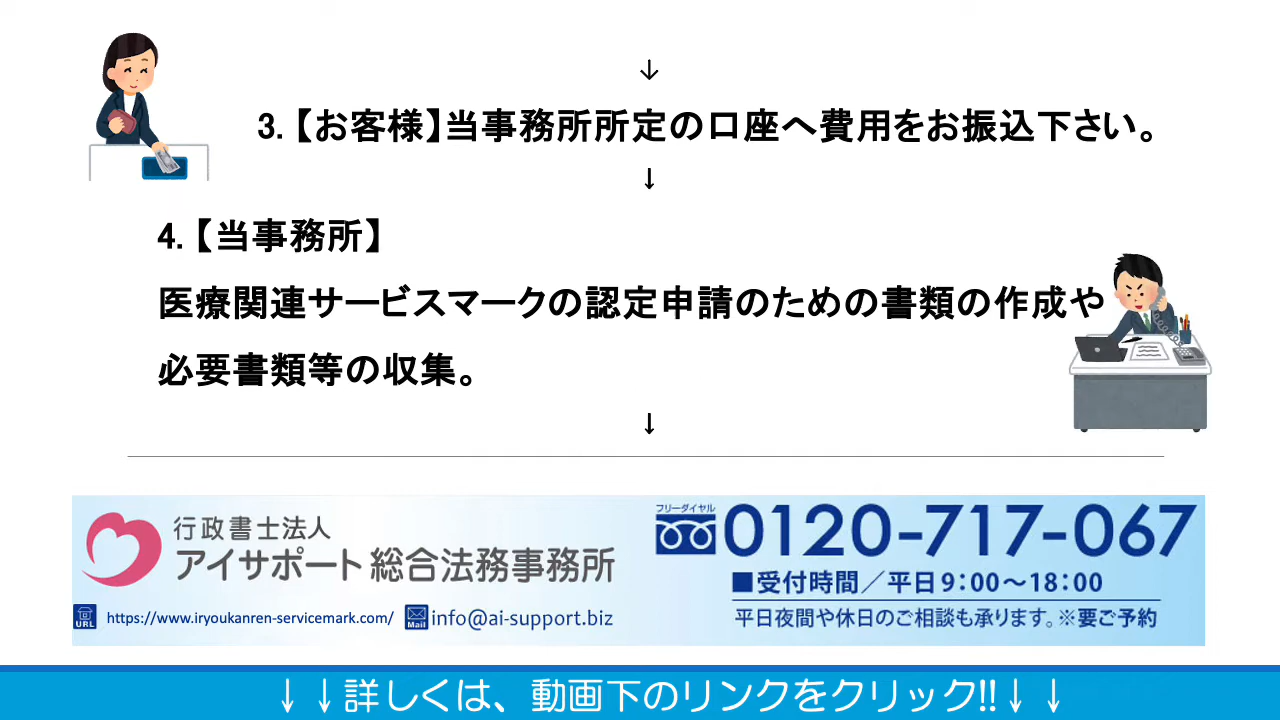 ↓
3.【お客様】当事務所所定の口座へ費用をお振込下さい。
↓
4.【当事務所】
医療関連サービスマークの認定申請のための書類の作成や
必要書類等の収集。
↓
行政書士法人
アイサポート総合法務事務所
URL https://www.iryoukanren-servicemark.com/ Mail info@ai-support.biz
フリーダイヤル
0120-717-067
■受付時間／平日9:00～18:00
平日夜間や休日のご相談も承ります。※要ご予約
↓↓詳しくは、動画下のリンクをクリック!!↓↓